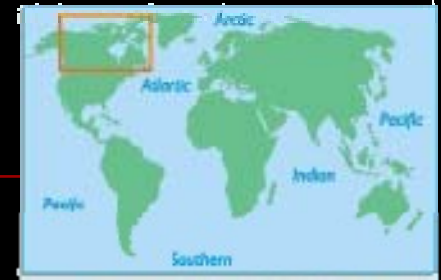 Arctic
Atlantic
Pacific
Indian
Pacific
Southern